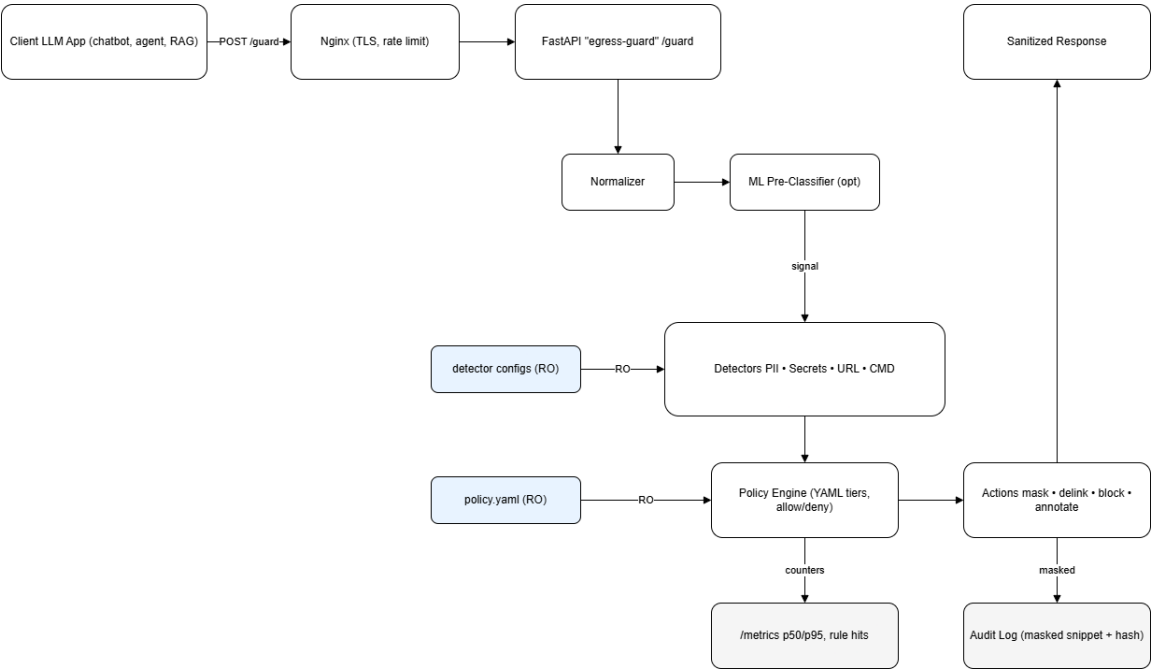 Client LLM App (chatbot, agent, RAG)
POST /guard
Nginx (TLS, rate limit)
FastAPI "egress-guard" /guard
Sanitized Response
Normalizer
ML Pre-Classifier (opt)
signal
detector configs (RO)
RO
Detectors PII • Secrets • URL • CMD
policy.yaml (RO)
RO
Policy Engine (YAML tiers,
allow/deny)
Actions mask • delink • block •
annotate
counters
masked
/metrics p50/p95, rule hits
Audit Log (masked snippet + hash)